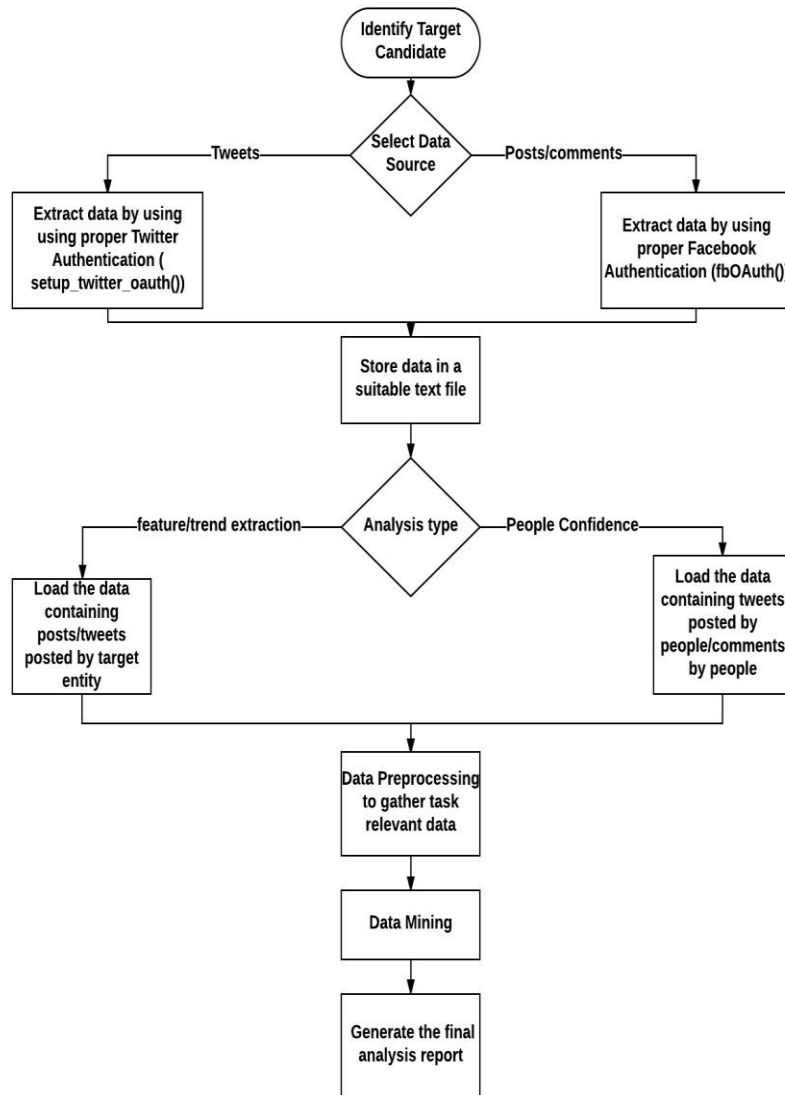 Identify Target
Candidate
Select Data
Source
Tweets
Posts/comments
Extract data by using
using proper Twitter
Authentication (
setup_twitter_oauth())
Extract data by using
proper Facebook
Authentication (fbOAuth())
Store data in a
suitable text file
Analysis type
feature/trend extraction
People Confidence
Load the data
containing
posts/tweets
posted by target
entity
Load the data
containing tweets
posted by
people/comments
by people
Data Preprocessing
to gather task
relevant data
Data Mining
Generate the final
analysis report